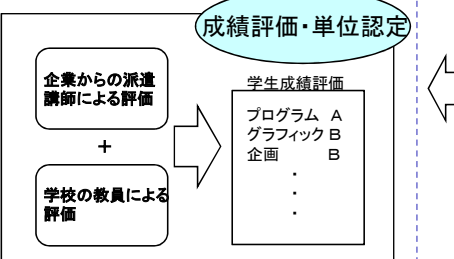 成績評価・単位認定
企業からの派遣
講師による評価
+
学校の教員による
評価
学生成績評価
プログラム A
グラフィック B
企画 B
・
・
・